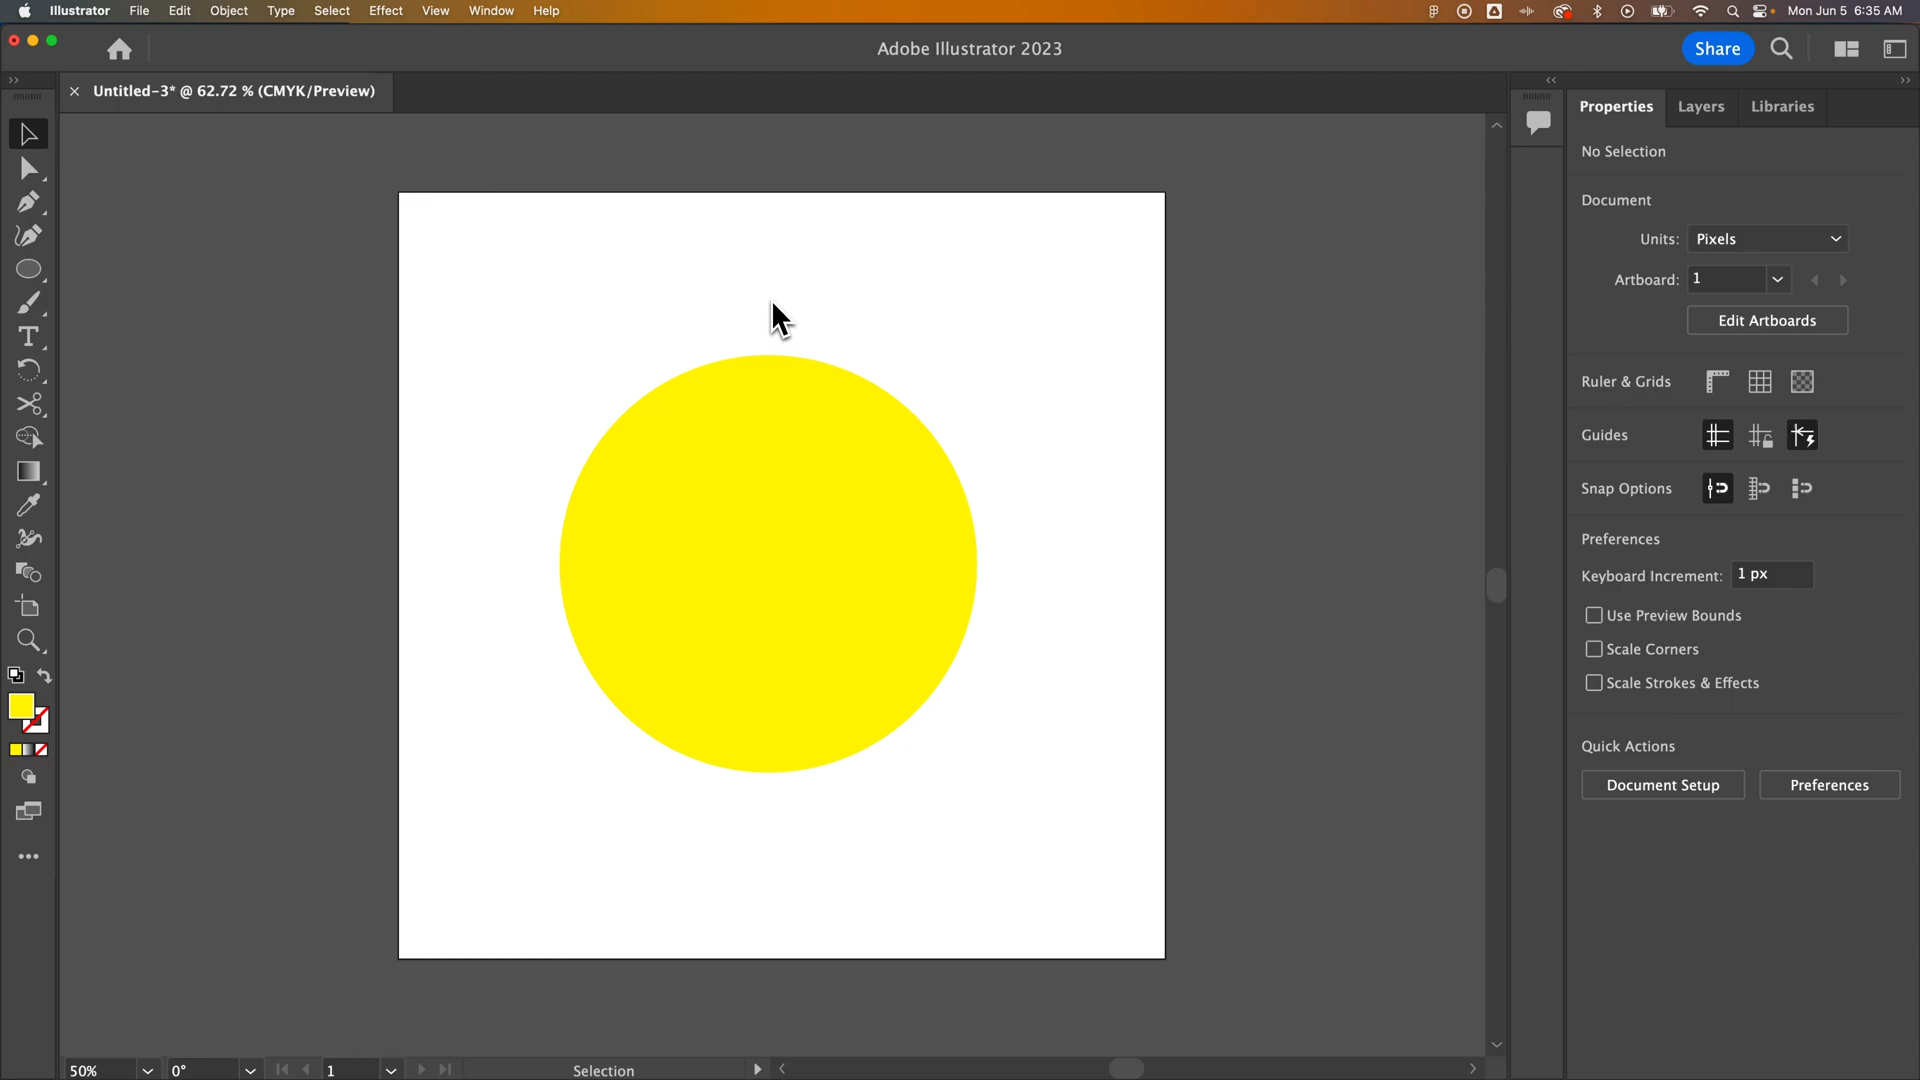 Illustrator File Edit Object Type Select Effect View Window Help Mon Jun 5 6:35 AM
Adobe Illustrator 2023
Share
Untitled-3* @ 62.72 % (CMYK/Preview)
Properties Layers Libraries
No Selection
Document
Units: Pixels
Artboard: 1
Edit Artboards
Ruler & Grids
Guides
Snap Options
Preferences
Keyboard Increment: 1 px
Use Preview Bounds
Scale Corners
Scale Strokes & Effects
Quick Actions
Document Setup Preferences
50% 0° 1 Selection